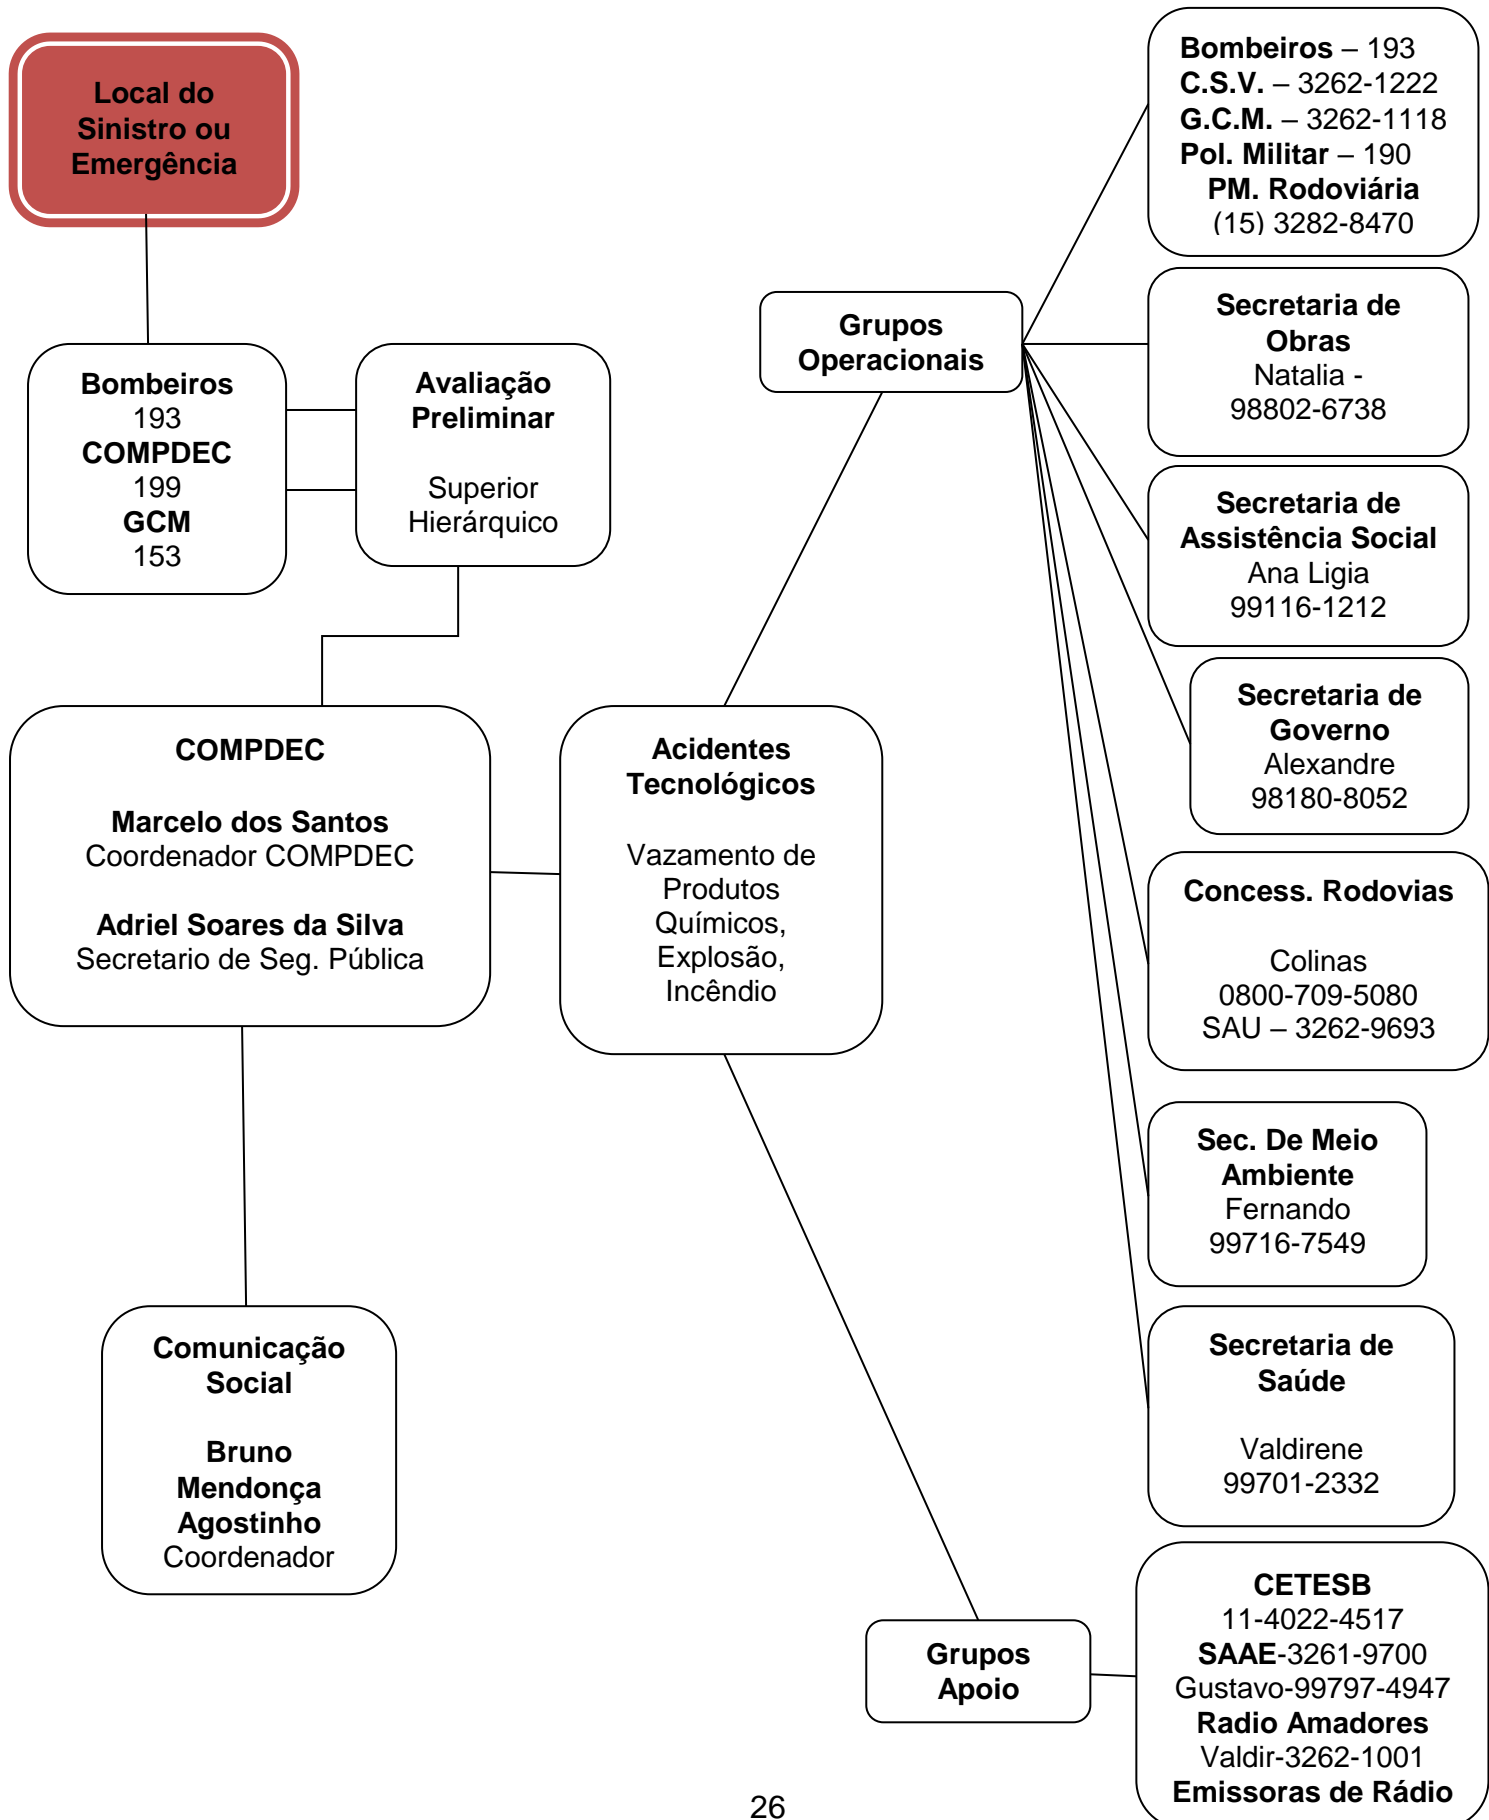 Local do
Sinistro ou
Emergência
Bombeiros
193
COMPDEC
199
GCM
153
Avaliação
Preliminar
Superior
Hierárquico
COMPDEC
Marcelo dos Santos
Coordenador COMPDEC
Adriel Soares da Silva
Secretario de Seg. Pública
Acidentes
Tecnológicos
Vazamento de
Produtos
Químicos,
Explosão,
Incêndio
Comunicação
Social
Bruno
Mendonça
Agostinho
Coordenador
Grupos
Operacionais
Bombeiros – 193
C.S.V. – 3262-1222
G.C.M. – 3262-1118
Pol. Militar – 190
PM. Rodoviária
(15) 3282-8470
Secretaria de
Obras
Natalia -
98802-6738
Secretaria de
Assistência Social
Ana Ligia
99116-1212
Secretaria de
Governo
Alexandre
98180-8052
Concess. Rodovias
Colinas
0800-709-5080
SAU – 3262-9693
Sec. De Meio
Ambiente
Fernando
99716-7549
Secretaria de
Saúde
Valdirene
99701-2332
Grupos
Apoio
CETESB
11-4022-4517
SAAE-3261-9700
Gustavo-99797-4947
Radio Amadores
Valdir-3262-1001
Emissoras de Rádio
26